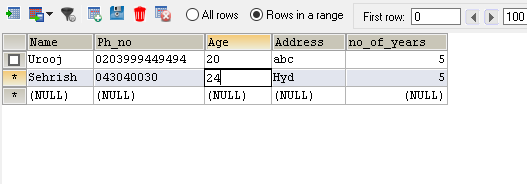 All rows Rows in a range First row: 0 100
Name Ph_no Age Address no_of_years
Urooj 0203999449494 20 abc 5
* Sehrish 043040030 24 Hyd 5
* (NULL) (NULL) (NULL) (NULL) (NULL)